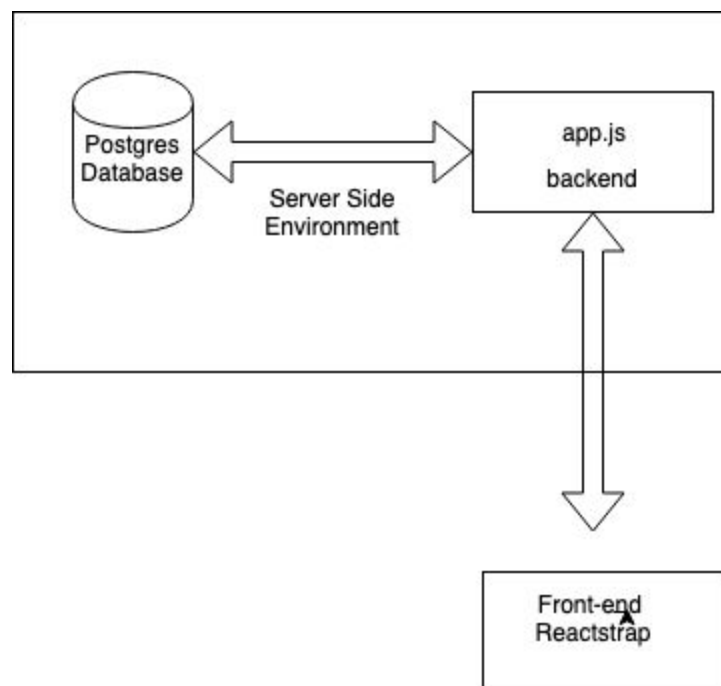 Postgres
Database
Server Side
Environment
app.js
backend
Front-end
Reactstrap